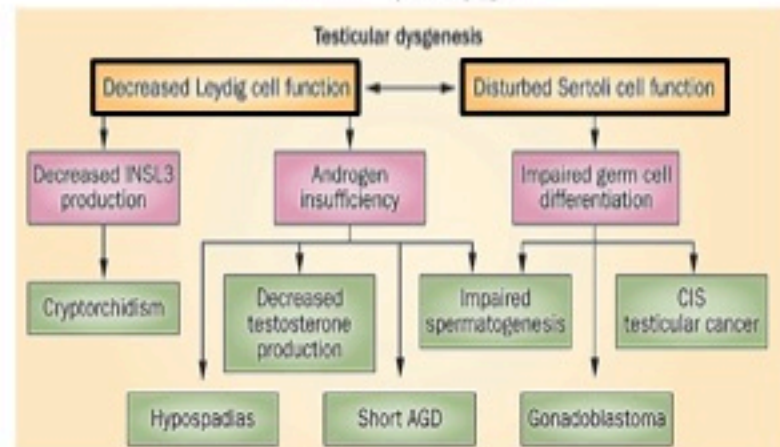 Testicular dysgenesis
Decreased Leydig cell function
Disturbed Sertoli cell function
Decreased INSL3
production
Androgen
insufficiency
Impaired germ cell
differentiation
Cryptorchidism
Decreased
testosterone
production
Impaired
spermatogenesis
CIS
testicular cancer
Hypospadias
Short AGD
Gonadoblastoma